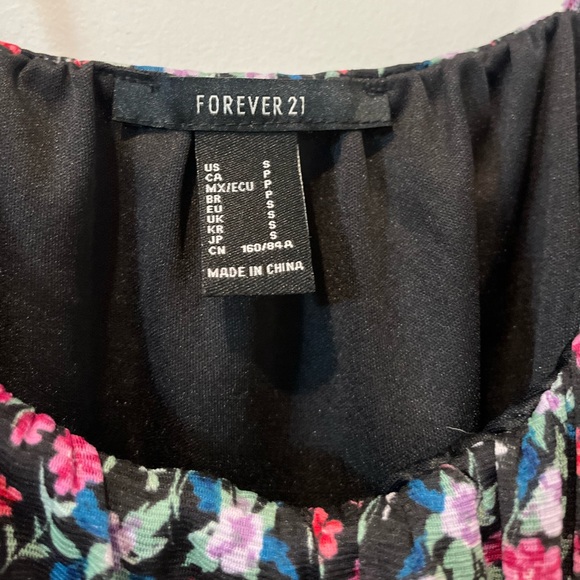 FOREVER 21
US S
CA P
MX/ECU P
BR P
EU S
UK S
KR S
JP S
CN 160/84A
MADE IN CHINA